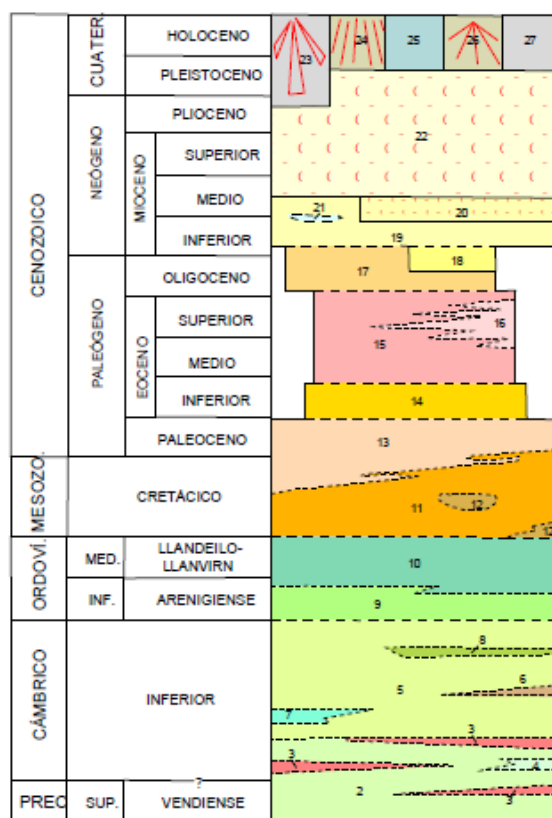 CUATER.
HOLOCENO
PLEISTOCENO
23
24
25
26
27
CENOZOICO
NEÓGENO
PLIOCENO
MIOCENO
SUPERIOR
MEDIO
INFERIOR
22
21
20
19
PALEÓGENO
OLIGOCENO
18
17
EOCENO
SUPERIOR
MEDIO
INFERIOR
16
15
14
PALEOCENO
13
MESOZO.
CRETÁCICO
11
12
12
ORDOVÍ.
MED.
LLANDEILO-
LLANVIRN
10
INF.
ARENIGIENSE
9
CÁMBRICO
INFERIOR
8
6
5
7
3
3
4
?
PREC
SUP.
VENDIENSE
2
3